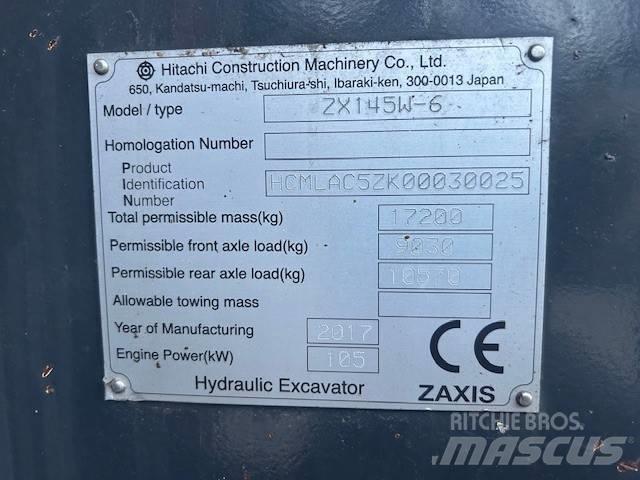 Hitachi Construction Machinery Co., Ltd.
650, Kandatsu-machi, Tsuchiura-shi, Ibaraki-ken, 300-0013 Japan
Model / type ZX145W-6
Homologation Number
Product
Identification HCMLAC5ZK00030025
Number
Total permissible mass(kg) 17200
Permissible front axle load(kg) 9030
Permissible rear axle load(kg) 10570
Allowable towing mass
Year of Manufacturing 2017
Engine Power(kW) 105
CE
Hydraulic Excavator ZAXIS
RITCHIE BROS.
MASCUS